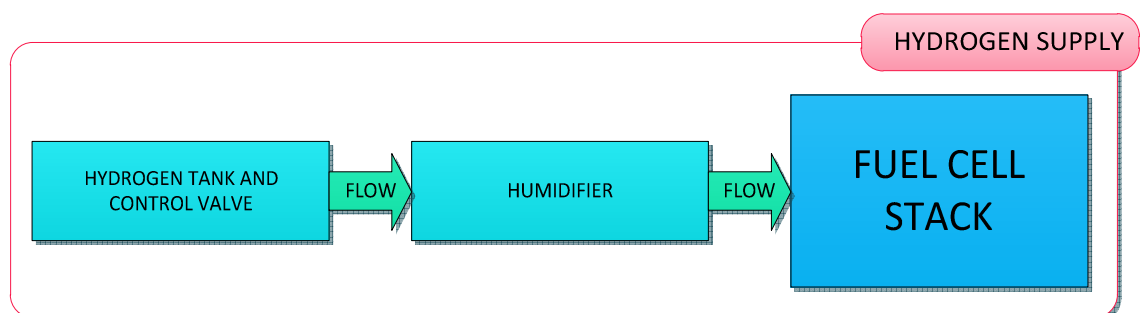 HYDROGEN SUPPLY
HYDROGEN TANK AND
CONTROL VALVE
FLOW
HUMIDIFIER
FLOW
FUEL CELL
STACK